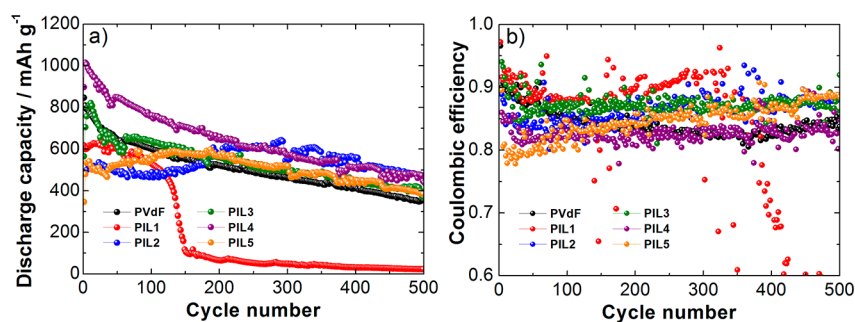 a)
Discharge capacity / mAh g⁻¹
1200
1000
800
600
400
200
0
PVdF
PIL1
PIL2
PIL3
PIL4
PIL5
0 100 200 300 400 500
Cycle number
b)
Coulombic efficiency
1.0
0.9
0.8
0.7
0.6
PVdF
PIL1
PIL2
PIL3
PIL4
PIL5
0 100 200 300 400 500
Cycle number